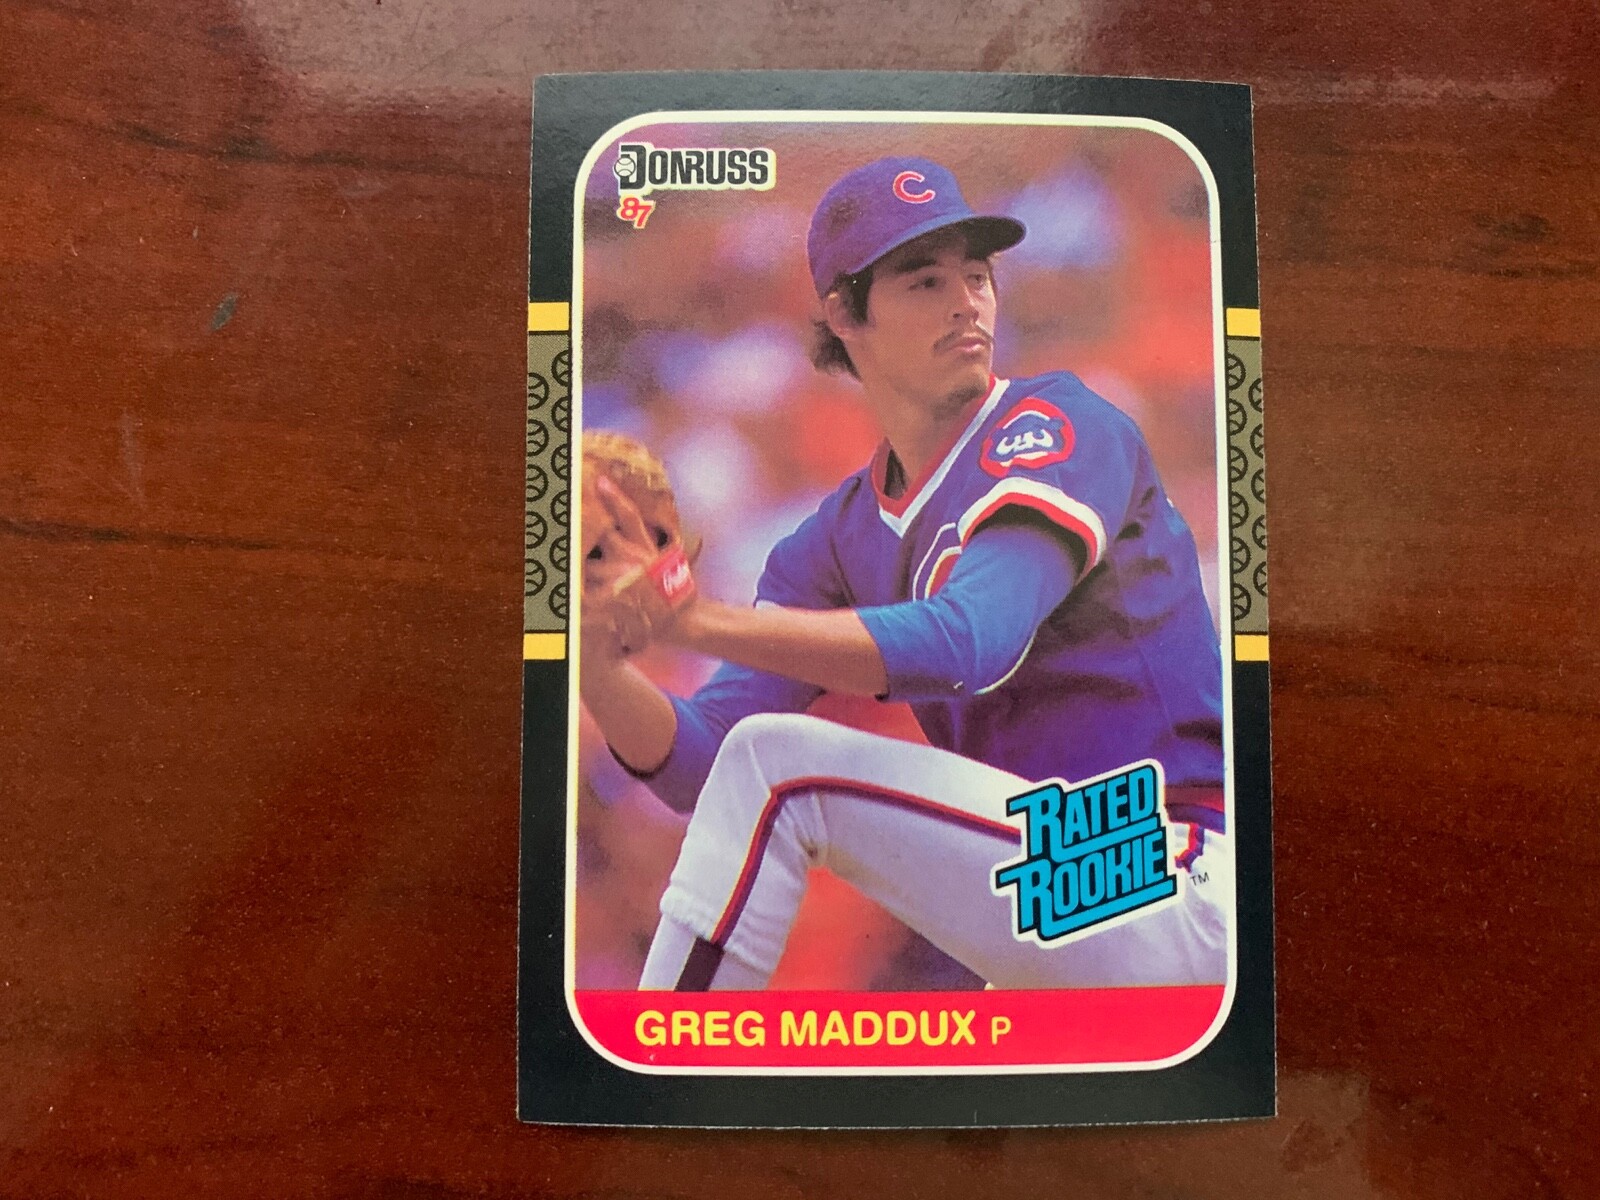 DONRUSS
87
C
RATED
ROOKIE
TM
GREG MADDUX P